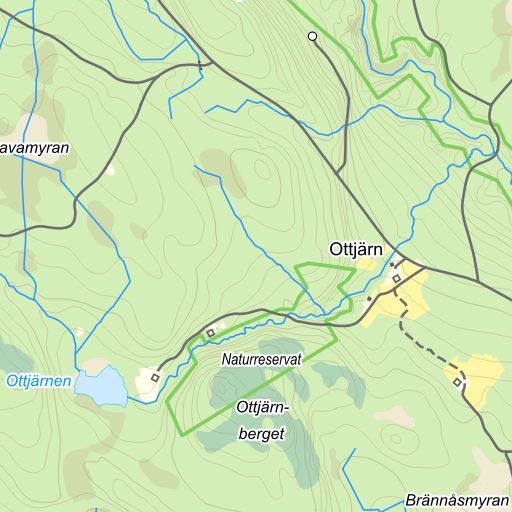 avamyran
Ottjärn
Naturreservat
Ottjärnen
Ottjärn-
berget
Brännåsmyran